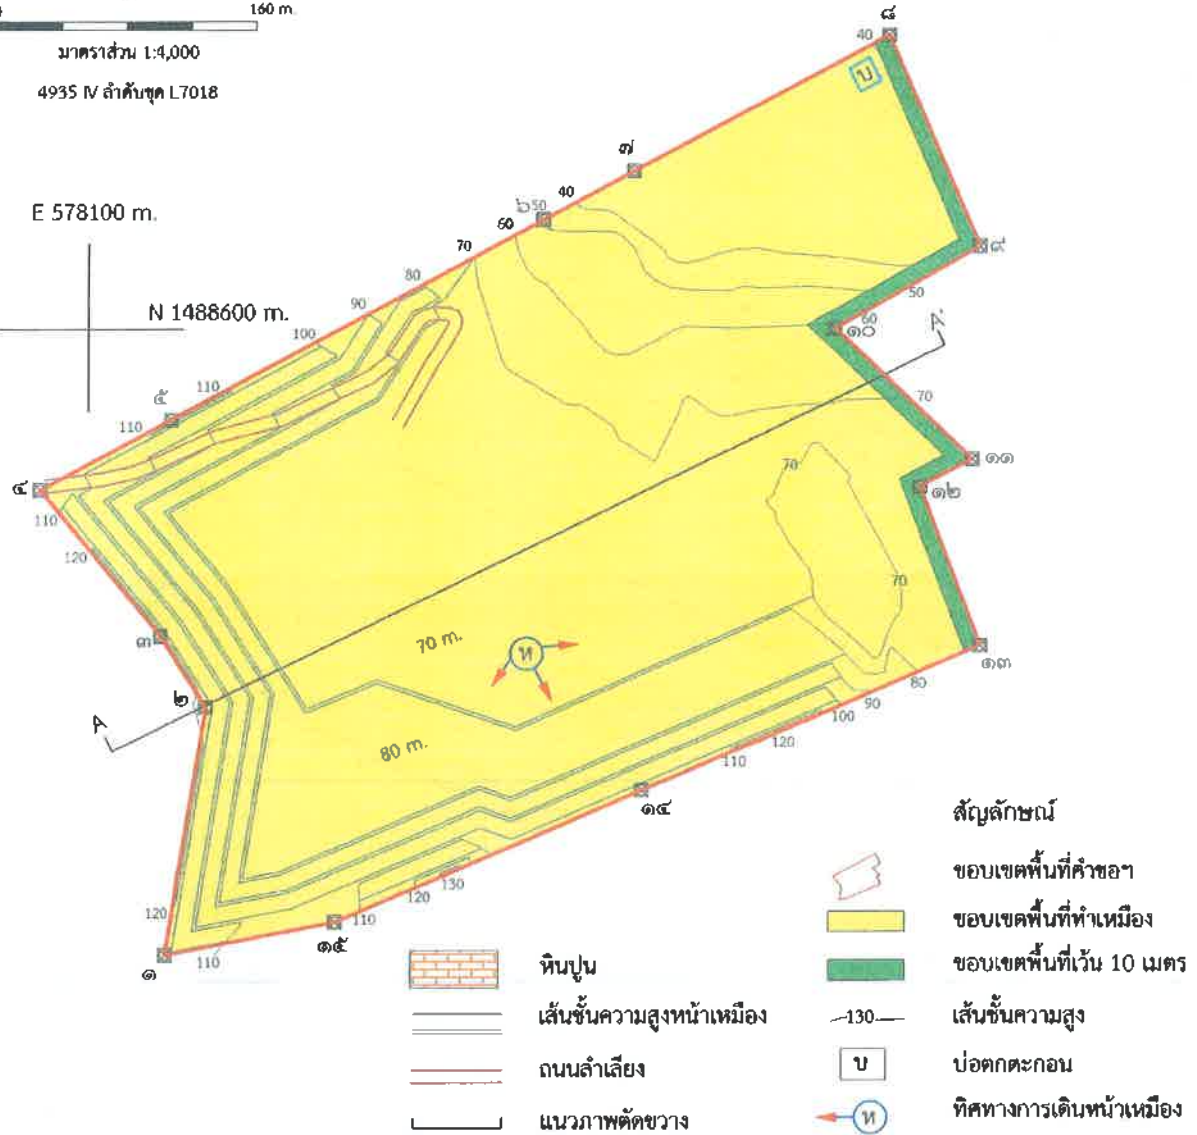 160 m.
มาตราส่วน 1:4,000
4935 IV ลำดับชุด L7018
E 578100 m.
N 1488600 m.
๘
40
บ
๗
40
๖
50
60
70
80
90
100
110
๕
110
๔
110
120
๓
๒
A
๙
50
60
๑๐
A'
70
๑๑
๑๒
70
70
๑๓
80
90
100
120
110
๑๔
70 m.
ห
80 m.
130
120
110
๑๕
120
๑
110
สัญลักษณ์
ขอบเขตพื้นที่คำขอฯ
ขอบเขตพื้นที่ทำเหมือง
ขอบเขตพื้นที่เว้น 10 เมตร
130 เส้นชั้นความสูง
บ บ่อตกตะกอน
ห ทิศทางการเดินหน้าเหมือง
หินปูน
เส้นชั้นความสูงหน้าเหมือง
ถนนลำเลียง
แนวภาพตัดขวาง